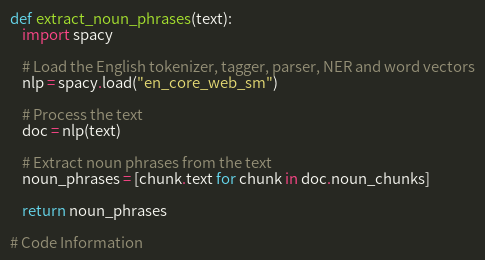 def extract_noun_phrases(text):
    import spacy
    # Load the English tokenizer, tagger, parser, NER and word vectors
    nlp = spacy.load("en_core_web_sm")
    # Process the text
    doc = nlp(text)
    # Extract noun phrases from the text
    noun_phrases = [chunk.text for chunk in doc.noun_chunks]
    return noun_phrases
# Code Information